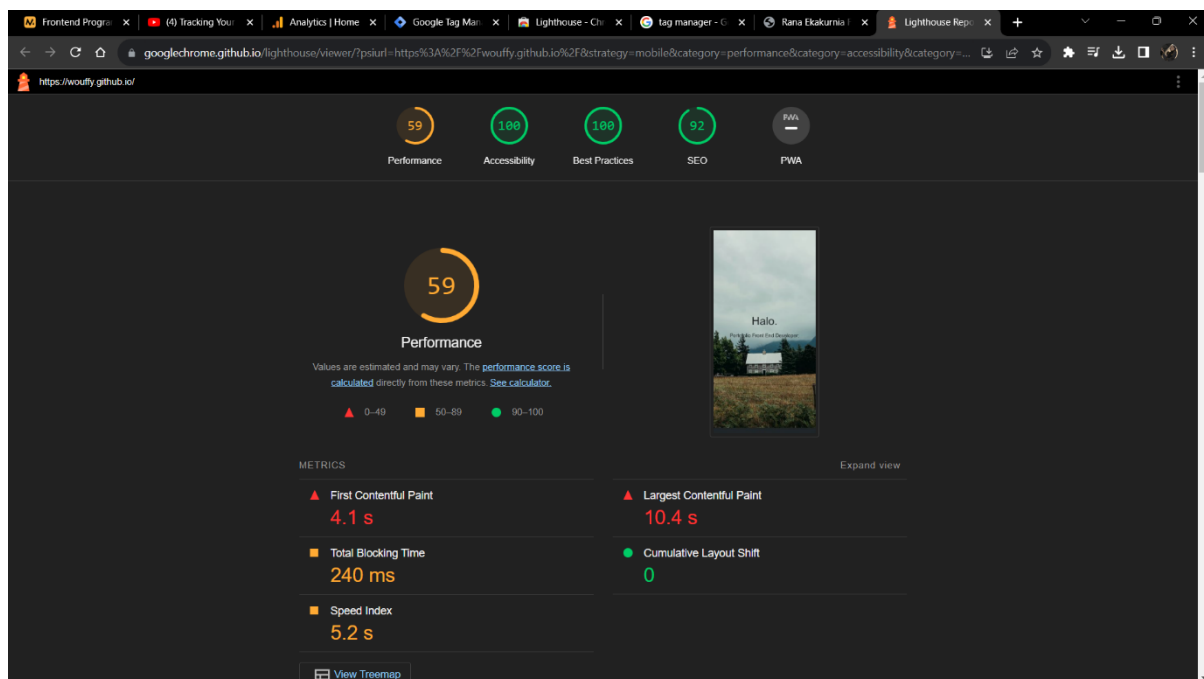 Frontend Progra
(4) Tracking Your
Analytics | Home
Google Tag Man
Lighthouse - Chr
tag manager - G
Rana Ekakurnia
Lighthouse Repo
googlechrome.github.io/lighthouse/viewer/?psiurl=https%3A%2F%2Fwouffy.github.io%2F&strategy=mobile&category=performance&category=accessibility&category=...
https://wouffy.github.io/
59
100
100
92
PWA
Performance
Accessibility
Best Practices
SEO
PWA
59
Performance
Values are estimated and may vary. The performance score is
calculated directly from these metrics. See calculator.
0–49
50–89
90–100
Halo.
Portofolio Front End Developer
METRICS
Expand view
First Contentful Paint
4.1 s
Largest Contentful Paint
10.4 s
Total Blocking Time
240 ms
Cumulative Layout Shift
0
Speed Index
5.2 s
View Treemap